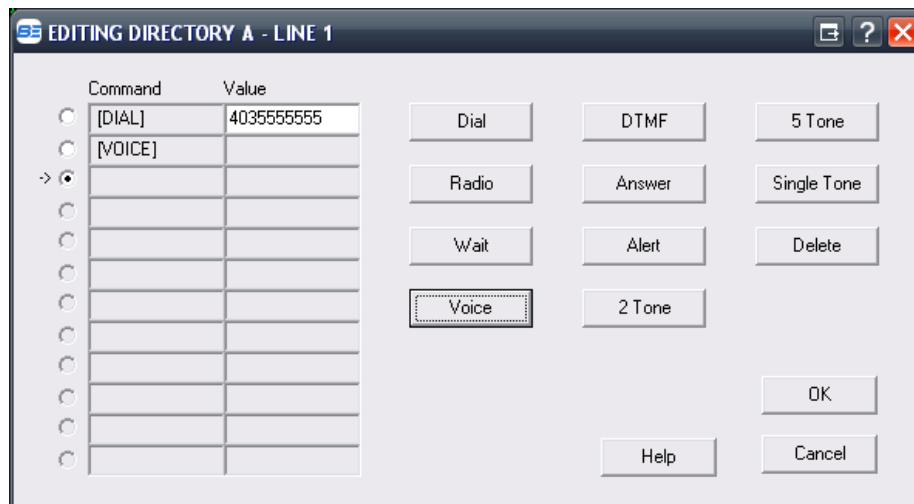 EDITING DIRECTORY A - LINE 1
Command Value
[DIAL] 4035555555
[VOICE]
->
Dial DTMF 5 Tone
Radio Answer Single Tone
Wait Alert Delete
Voice 2 Tone
OK
Help Cancel